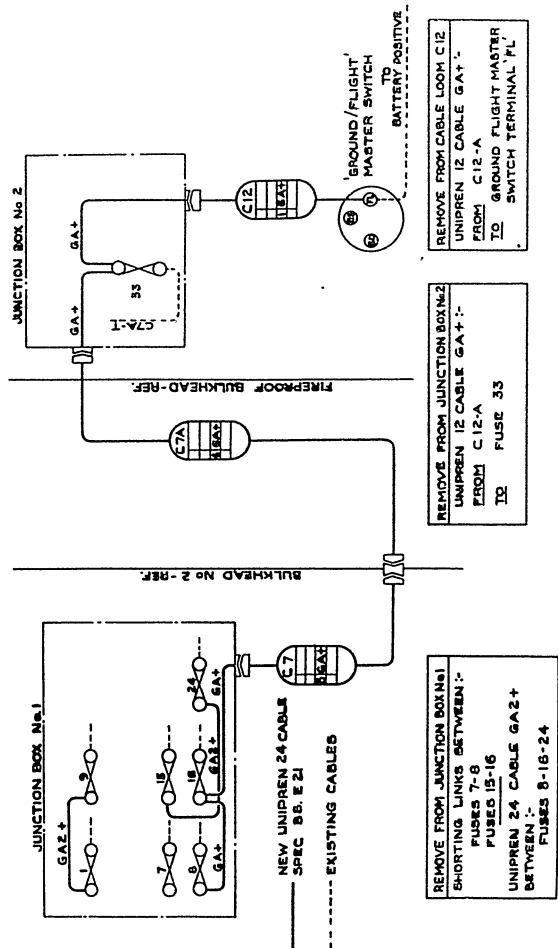 JUNCTION BOX No.1
GA2+
1
9
7
15
8
16
24
GA+
GA2+
GA+
C7
GA+
NEW UNIPREN 24 CABLE
SPEC BB. E 21
EXISTING CABLES
BULKHEAD No 2-REF.
C7A
GA+
FIREPROOF BULKHEAD-REF.
JUNCTION BOX No 2
GA+
GA+
33
C7A-T
C12
1 GA+
'GROUND/FLIGHT'
MASTER SWITCH
TO
BATTERY POSITIVE
FL
REMOVE FROM JUNCTION BOX No1
SHORTING LINKS BETWEEN:-
FUSES 7-8
FUSES 15-16
UNIPREN 24 CABLE GA2+
BETWEEN:-
FUSES 8-16-24
REMOVE FROM JUNCTION BOX No.2
UNIPREN 12 CABLE GA+:-
FROM C12-A
TO FUSE 33
REMOVE FROM CABLE LOOM C12
UNIPREN 12 CABLE GA+:-
FROM C12-A
TO GROUND FLIGHT MASTER
SWITCH TERMINAL 'FL'